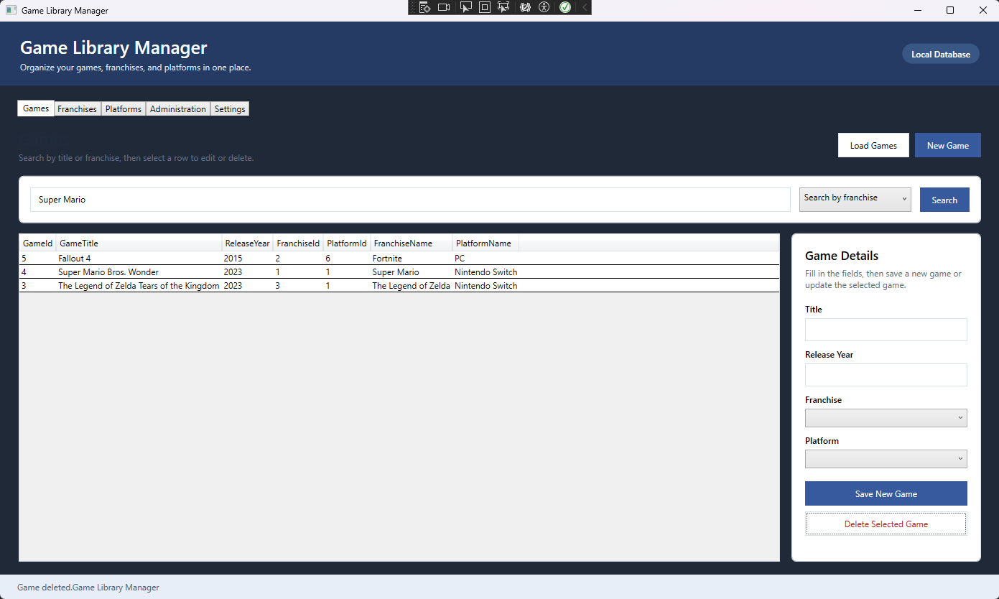 Game Library Manager
Game Library Manager
Organize your games, franchises, and platforms in one place.
Local Database
Games Franchises Platforms Administration Settings
Games
Search by title or franchise, then select a row to edit or delete.
Load Games New Game
Super Mario Search by franchise Search
GameId GameTitle ReleaseYear FranchiseId PlatformId FranchiseName PlatformName
5 Fallout 4 2015 2 6 Fortnite PC
4 Super Mario Bros. Wonder 2023 1 1 Super Mario Nintendo Switch
3 The Legend of Zelda Tears of the Kingdom 2023 3 1 The Legend of Zelda Nintendo Switch
Game Details
Fill in the fields, then save a new game or
update the selected game.
Title
Release Year
Franchise
Platform
Save New Game
Delete Selected Game
Game deleted.Game Library Manager